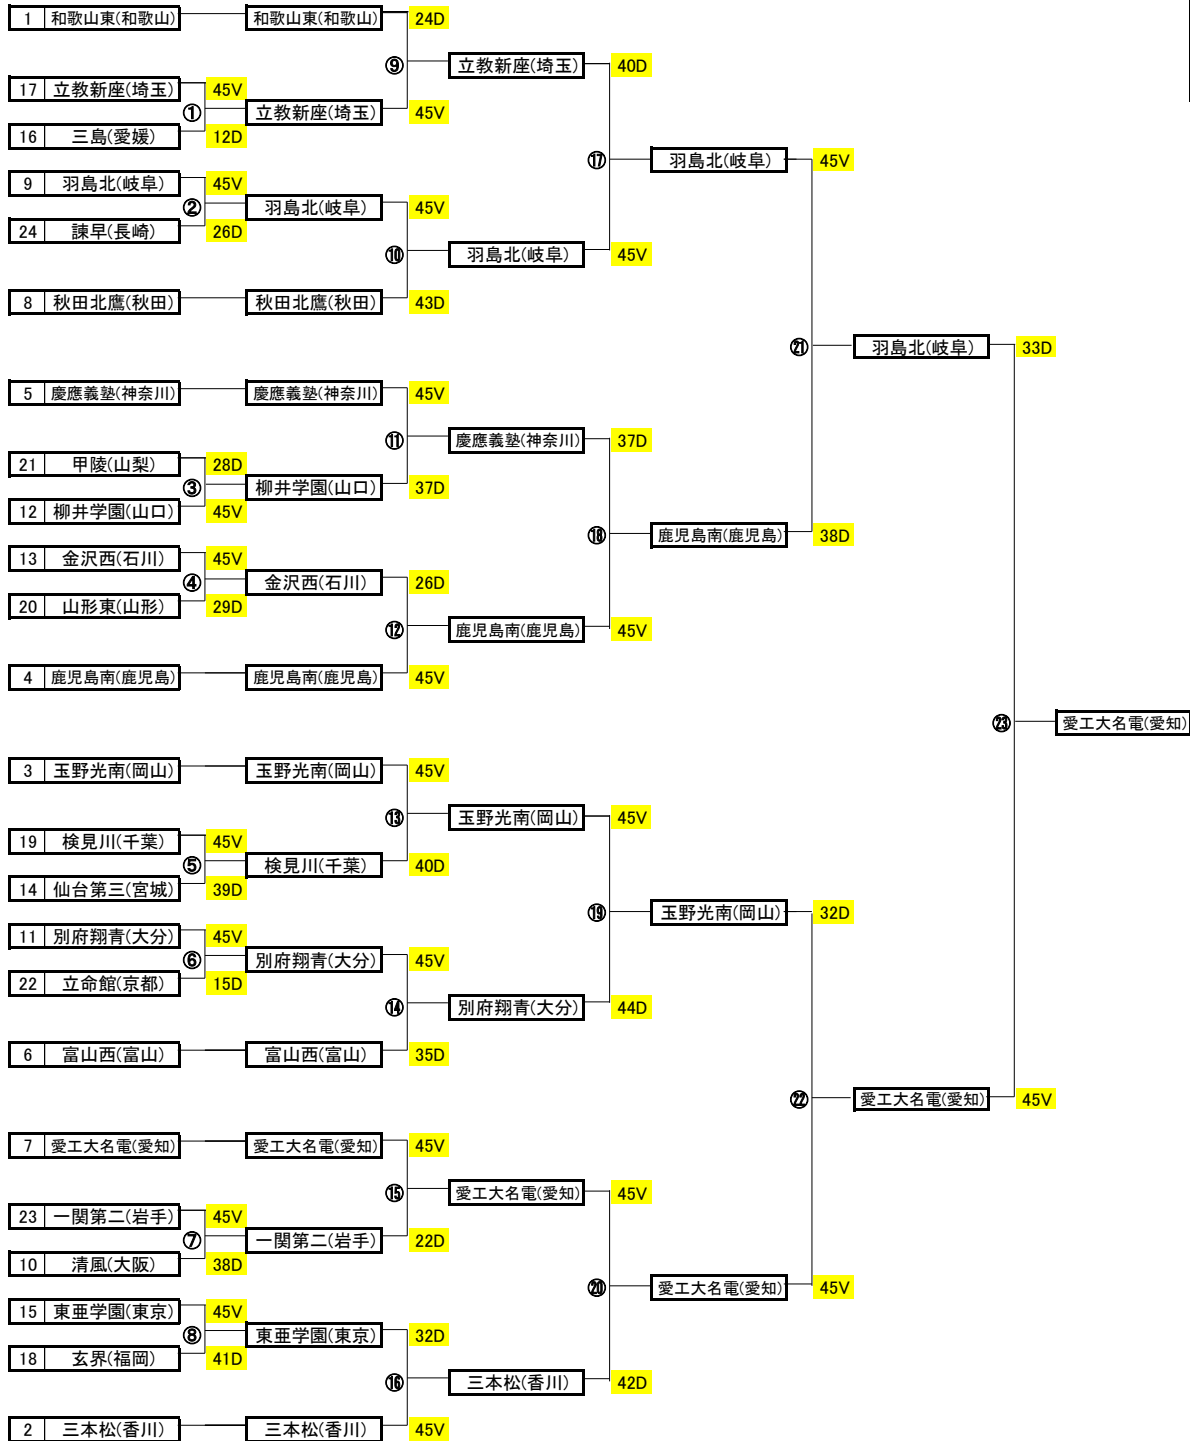 1 和歌山東(和歌山) 和歌山東(和歌山) 24D
⑨ 立教新座(埼玉) 40D
17 立教新座(埼玉) 45V
① 立教新座(埼玉) 45V
16 三島(愛媛) 12D
⑰ 羽島北(岐阜) 45V
9 羽島北(岐阜) 45V
② 羽島北(岐阜) 45V
24 諫早(長崎) 26D
⑩ 羽島北(岐阜) 45V
8 秋田北鷹(秋田) 秋田北鷹(秋田) 43D
㉑ 羽島北(岐阜) 33D
5 慶應義塾(神奈川) 慶應義塾(神奈川) 45V
⑪ 慶應義塾(神奈川) 37D
21 甲陵(山梨) 28D
③ 柳井学園(山口) 37D
12 柳井学園(山口) 45V
⑱ 鹿児島南(鹿児島) 38D
13 金沢西(石川) 45V
④ 金沢西(石川) 26D
20 山形東(山形) 29D
⑫ 鹿児島南(鹿児島) 45V
4 鹿児島南(鹿児島) 鹿児島南(鹿児島) 45V
㉓ 愛工大名電(愛知)
3 玉野光南(岡山) 玉野光南(岡山) 45V
⑬ 玉野光南(岡山) 45V
19 検見川(千葉) 45V
⑤ 検見川(千葉) 40D
14 仙台第三(宮城) 39D
⑲ 玉野光南(岡山) 32D
11 別府翔青(大分) 45V
⑥ 別府翔青(大分) 45V
22 立命館(京都) 15D
⑭ 別府翔青(大分) 44D
6 富山西(富山) 富山西(富山) 35D
㉒ 愛工大名電(愛知) 45V
7 愛工大名電(愛知) 愛工大名電(愛知) 45V
⑮ 愛工大名電(愛知) 45V
23 一関第二(岩手) 45V
⑦ 一関第二(岩手) 22D
10 清風(大阪) 38D
⑳ 愛工大名電(愛知) 45V
15 東亜学園(東京) 45V
⑧ 東亜学園(東京) 32D
18 玄界(福岡) 41D
⑯ 三本松(香川) 42D
2 三本松(香川) 三本松(香川) 45V